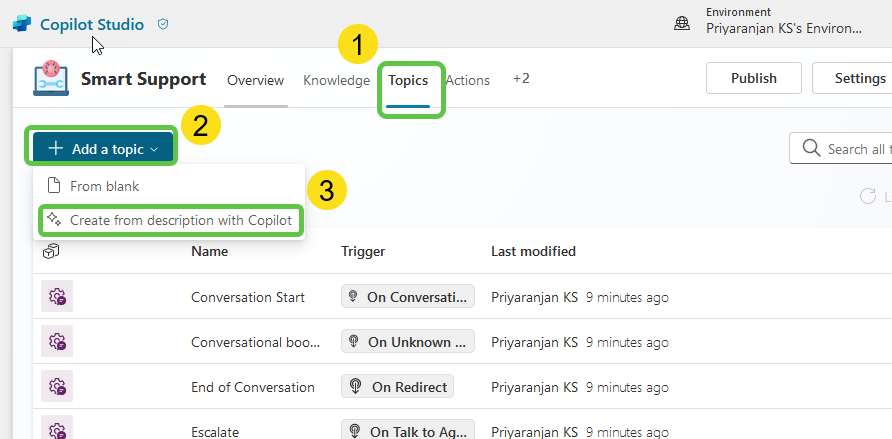 Copilot Studio
Environment
Priyaranjan KS's Environ...
1
Smart Support
Overview
Knowledge
Topics
Actions
+2
Publish
Settings
2
+ Add a topic
Search all t
From blank
3
Create from description with Copilot
Name
Trigger
Last modified
Conversation Start
On Conversati...
Priyaranjan KS 9 minutes ago
Conversational boo...
On Unknown ...
Priyaranjan KS 9 minutes ago
End of Conversation
On Redirect
Priyaranjan KS 9 minutes ago
Escalate
On Talk to Ag...
Priyaranjan KS 9 minutes ago